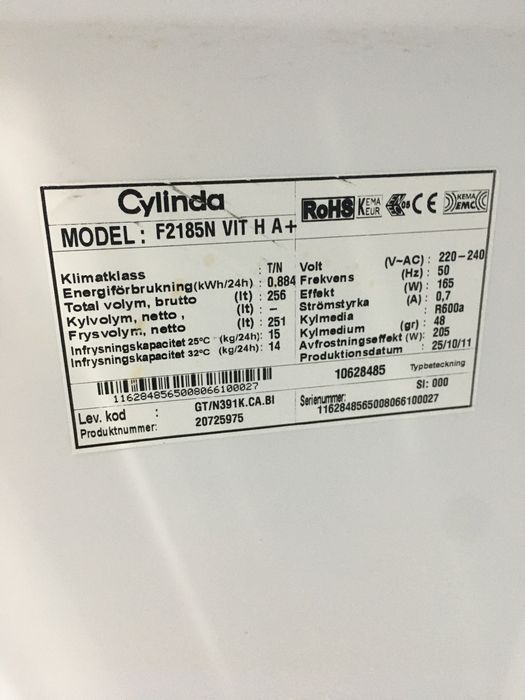 Cylinda
RoHS KEMA KEUR 05 CE KEMA EMC
MODEL: F2185N VIT H A+
Klimatklass : T/N
Energiförbrukning(kWh/24h) : 0,884
Total volym, brutto (lt) : 256
Kylvolym, netto , (lt) : –
Frysvolym, netto (lt) : 251
Infrysningskapacitet 25°C (kg/24h): 15
Infrysningskapacitet 32°C (kg/24h): 14
Volt (V~AC) : 220-240
Frekvens (Hz) : 50
Effekt (W) : 165
Strömstyrka (A) : 0,7
Kylmedia : R600a
Kylmedium (gr) : 48
Avfrostningseffekt (W): 205
Produktionsdatum : 25/10/11
1162848565008066100027
10628485 Typbeteckning
Lev. kod : GT/N391K.CA.BI
Produktnummer: 20725975
SI: 000
Serienummer: 1162848565008066100027